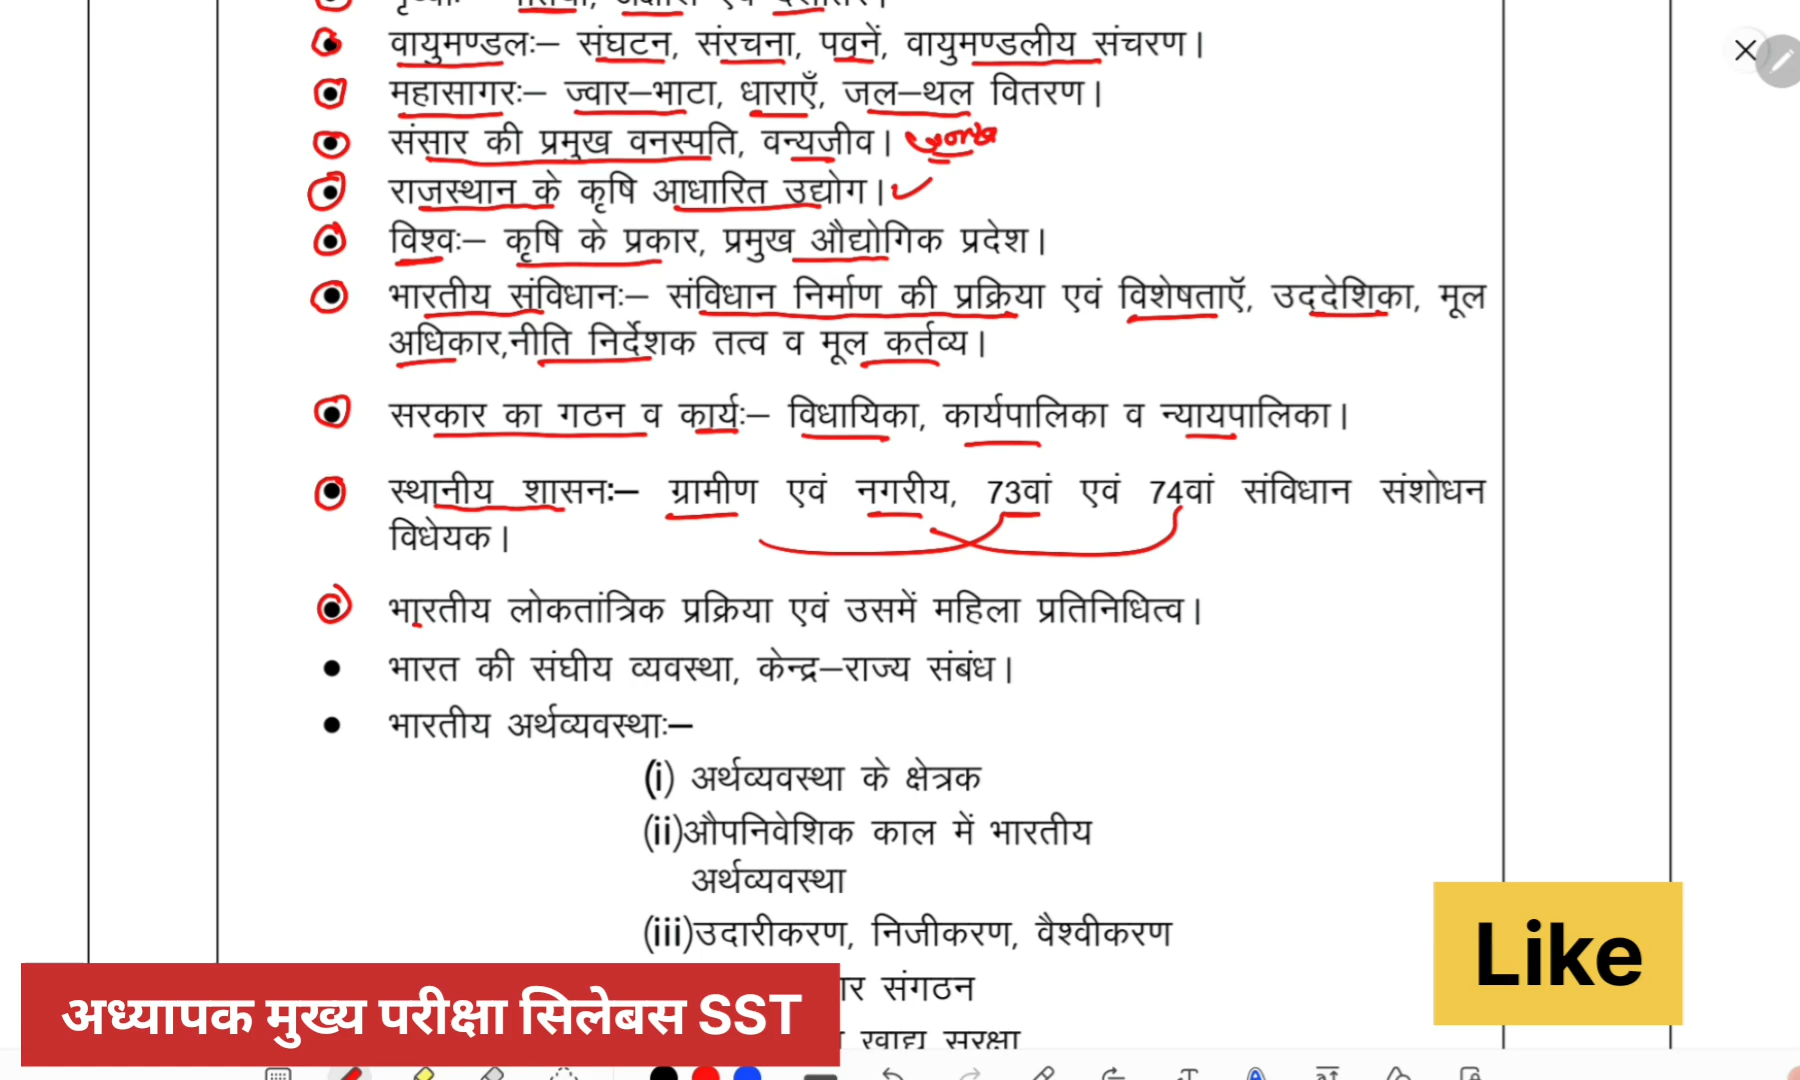 वायुमण्डलः– संघटन, संरचना, पवनें, वायुमण्डलीय संचरण।
महासागरः– ज्वार–भाटा, धाराएँ, जल–थल वितरण।
संसार की प्रमुख वनस्पति, वन्यजीव।
राजस्थान के कृषि आधारित उद्योग।
विश्वः– कृषि के प्रकार, प्रमुख औद्योगिक प्रदेश।
भारतीय संविधानः– संविधान निर्माण की प्रक्रिया एवं विशेषताऍ, उद्देशिका, मूल
अधिकार,नीति निर्देशक तत्व व मूल कर्तव्य।
सरकार का गठन व कार्यः– विधायिका, कार्यपालिका व न्यायपालिका।
स्थानीय शासनः– ग्रामीण एवं नगरीय, 73वां एवं 74वां संविधान संशोधन
विधेयक।
भारतीय लोकतांत्रिक प्रक्रिया एवं उसमें महिला प्रतिनिधित्व।
भारत की संघीय व्यवस्था, केन्द्र–राज्य संबंध।
भारतीय अर्थव्यवस्थाः–
(i) अर्थव्यवस्था के क्षेत्रक
(ii)औपनिवेशिक काल में भारतीय
अर्थव्यवस्था
(iii)उदारीकरण, निजीकरण, वैश्वीकरण
संगठन
खाद्य सुरक्षा
अध्यापक मुख्य परीक्षा सिलेबस SST
Like